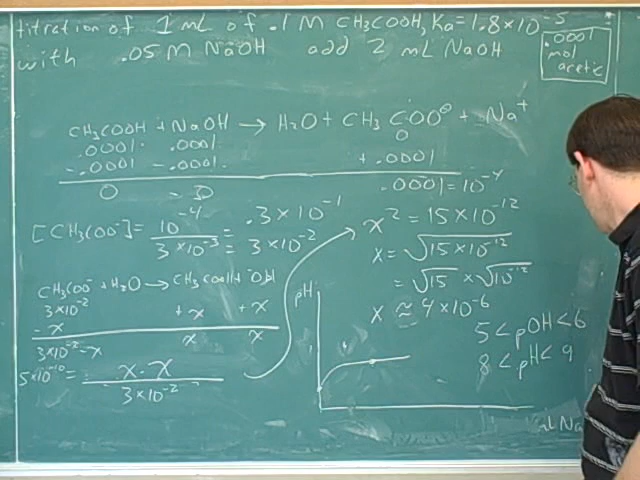 titration of 1 mL of .1 M CH3COOH, Ka = 1.8×10⁻⁵
with .05 M NaOH add 2 mL NaOH
.0001
mol
acetic
CH3COOH + NaOH → H2O + CH3COO⊖ + Na⁺
.0001 .0001 0
-.0001 -.0001 +.0001
0 0 .0001 = 10⁻⁴
[CH3COO⁻] = 10⁻⁴ / 3×10⁻³ = .3×10⁻¹
= 3×10⁻²
CH3COO⁻ + H2O → CH3COOH + OH
3×10⁻²
-x +x +x
3×10⁻²-x x x
5×10⁻¹⁰ = x·x / 3×10⁻²
x² = 15×10⁻¹²
x = √15×10⁻¹²
= √15 × √10⁻¹²
x ≈ 4×10⁻⁶
5 < pOH < 6
8 < pH < 9
pH
mL Na